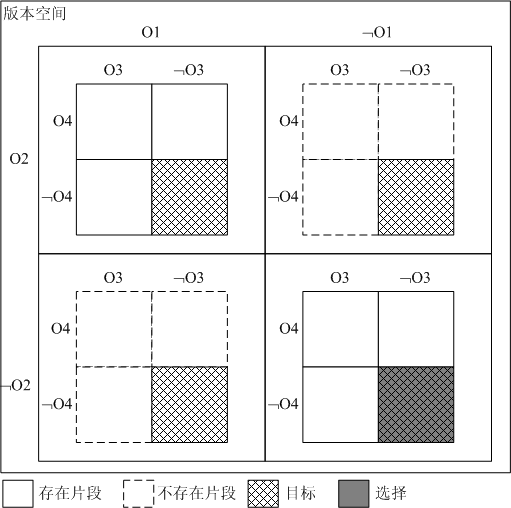 版本空间
O1 ¬O1
O3 ¬O3 O3 ¬O3
O4 O4
O2
¬O4 ¬O4
O3 ¬O3 O3 ¬O3
O4 O4
¬O2
¬O4 ¬O4
存在片段 不存在片段 目标 选择